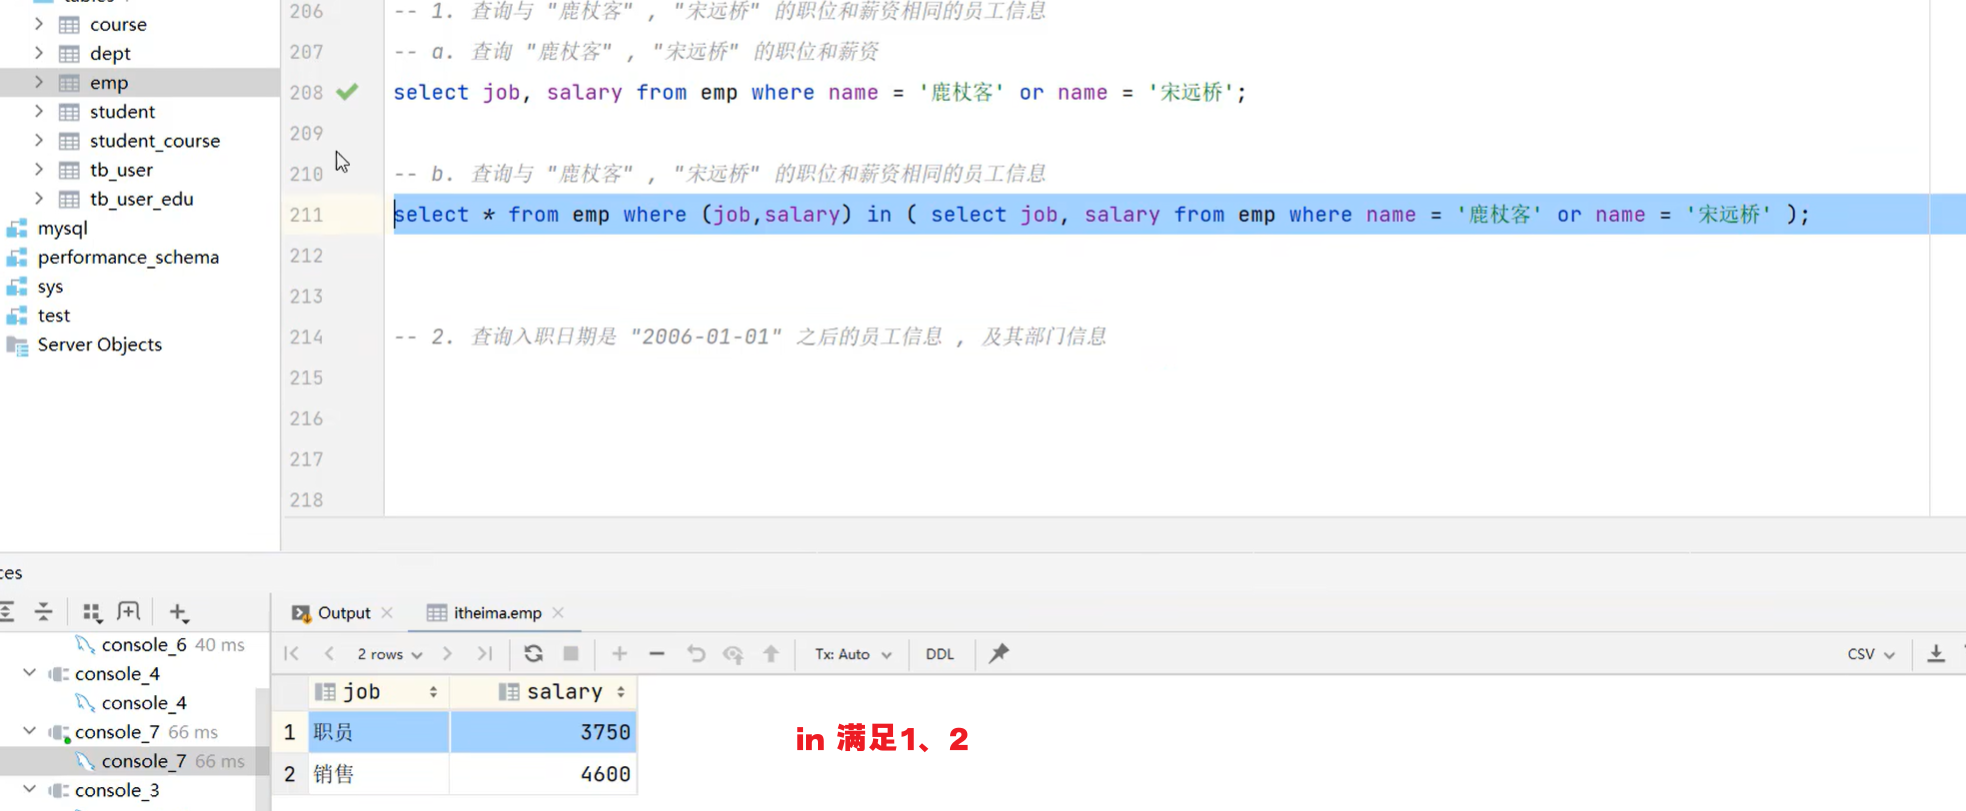 course
dept
emp
student
student_course
tb_user
tb_user_edu
mysql
performance_schema
sys
test
Server Objects
206 -- 1. 查询与 "鹿杖客" , "宋远桥" 的职位和薪资相同的员工信息
207 -- a. 查询 "鹿杖客" , "宋远桥" 的职位和薪资
208 select job, salary from emp where name = '鹿杖客' or name = '宋远桥';
209
210 -- b. 查询与 "鹿杖客" , "宋远桥" 的职位和薪资相同的员工信息
211 select * from emp where (job,salary) in ( select job, salary from emp where name = '鹿杖客' or name = '宋远桥' );
212
213
214 -- 2. 查询入职日期是 "2006-01-01" 之后的员工信息 , 及其部门信息
215
216
217
218
console_6 40 ms
console_4
console_4
console_7 66 ms
console_7 66 ms
console_3
Output itheima.emp
2 rows Tx: Auto DDL CSV
job salary
1 职员 3750
2 销售 4600
in 满足1、2